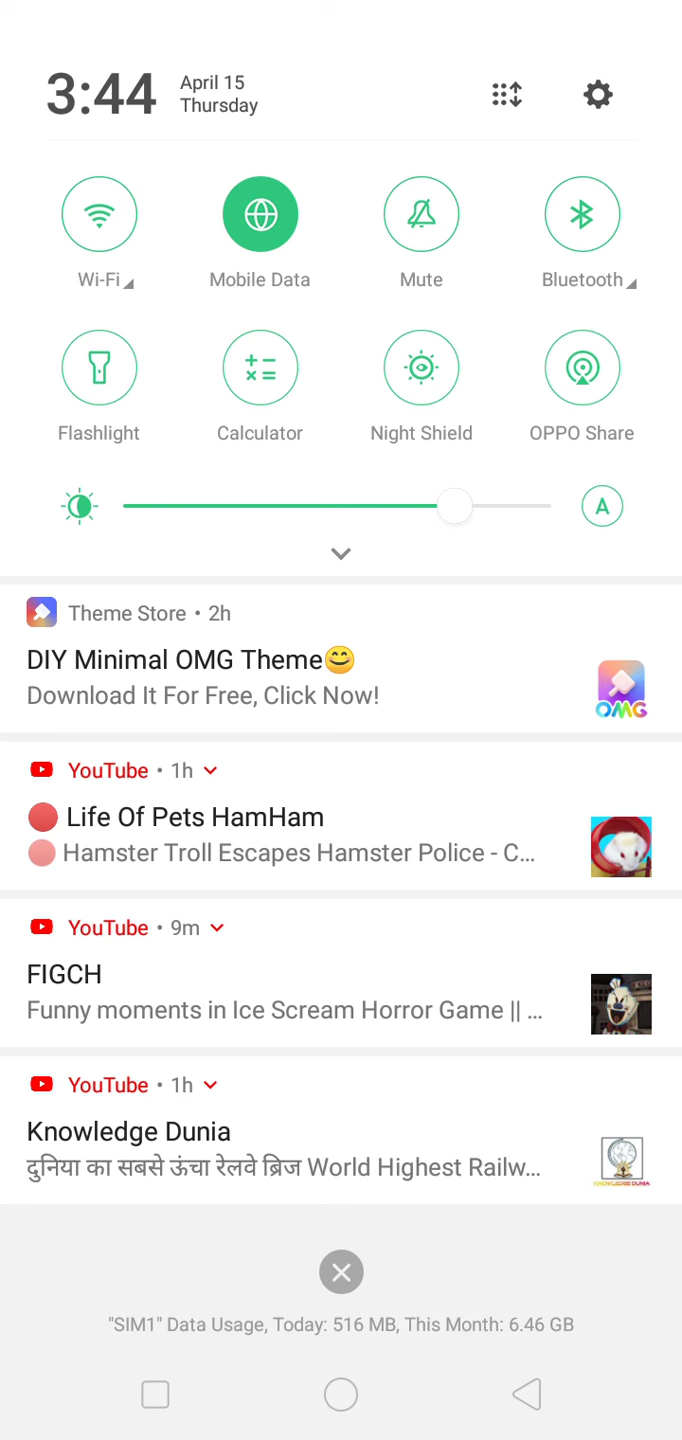 3:44
April 15
Thursday
Wi-Fi
Mobile Data
Mute
Bluetooth
Flashlight
Calculator
Night Shield
OPPO Share
A
Theme Store • 2h
DIY Minimal OMG Theme😊
Download It For Free, Click Now!
OMG
YouTube • 1h
🔴 Life Of Pets HamHam
🔴 Hamster Troll Escapes Hamster Police - C...
YouTube • 9m
FIGCH
Funny moments in Ice Scream Horror Game || ...
YouTube • 1h
Knowledge Dunia
दुनिया का सबसे ऊंचा रेलवे ब्रिज World Highest Railw...
KNOWLEDGE DUNIA
"SIM1" Data Usage, Today: 516 MB, This Month: 6.46 GB